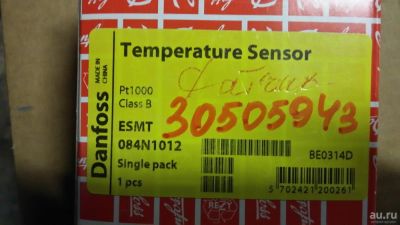 Danfoss
MADE IN
CHINA
Temperature Sensor
Pt1000
Class B
ESMT
30505943
084N1012
Single pack
1 pcs
BE0314D
5 702421 200261
REZY
au.ru